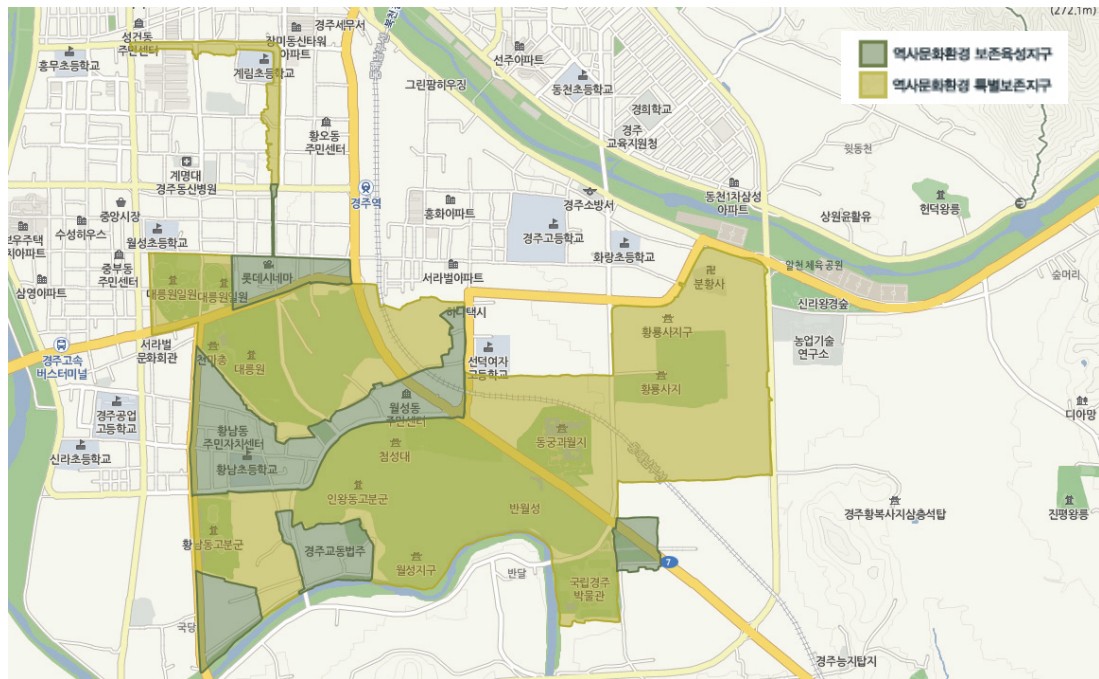 (272.1m)
역사문화환경 보존육성지구
역사문화환경 특별보존지구
경주세무서
성건동
주민센터
장미동산타워
아파트
흥무초등학교
계림초등학교
선주아파트
그린팜히우징
동천초등학교
경희학교
경주
교육지원청
황오동
주민센터
윗동천
계명대
경주동산병원
경주역
경주소방서
동천1차삼성
아파트
헌덕왕릉
중앙시장
수성하우스
월성초등학교
흥화아파트
경주고등학교
상원윤활유
보우주택
중부동
주민센터
화랑초등학교
삼영아파트
롯데시네마
서라벌아파트
알천체육공원
숲머리
대릉원일원
대릉원일원
분황사
신라왕경숲
황룡사지구
서라벌
문화회관
경주고속
버스터미널
천마총
대릉원
선덕여자
고등학교
농업기술
연구소
황룡사지
경주공업
고등학교
월성동
주민센터
디아망
황남동
주민자치센터
첨성대
동궁과월지
신라초등학교
황남초등학교
인왕동고분군
반월성
경주황복사지삼층석탑
진평왕릉
황남동고분군
경주교동법주
월성지구
반달
7
국립경주
박물관
국당
경주능지탑지